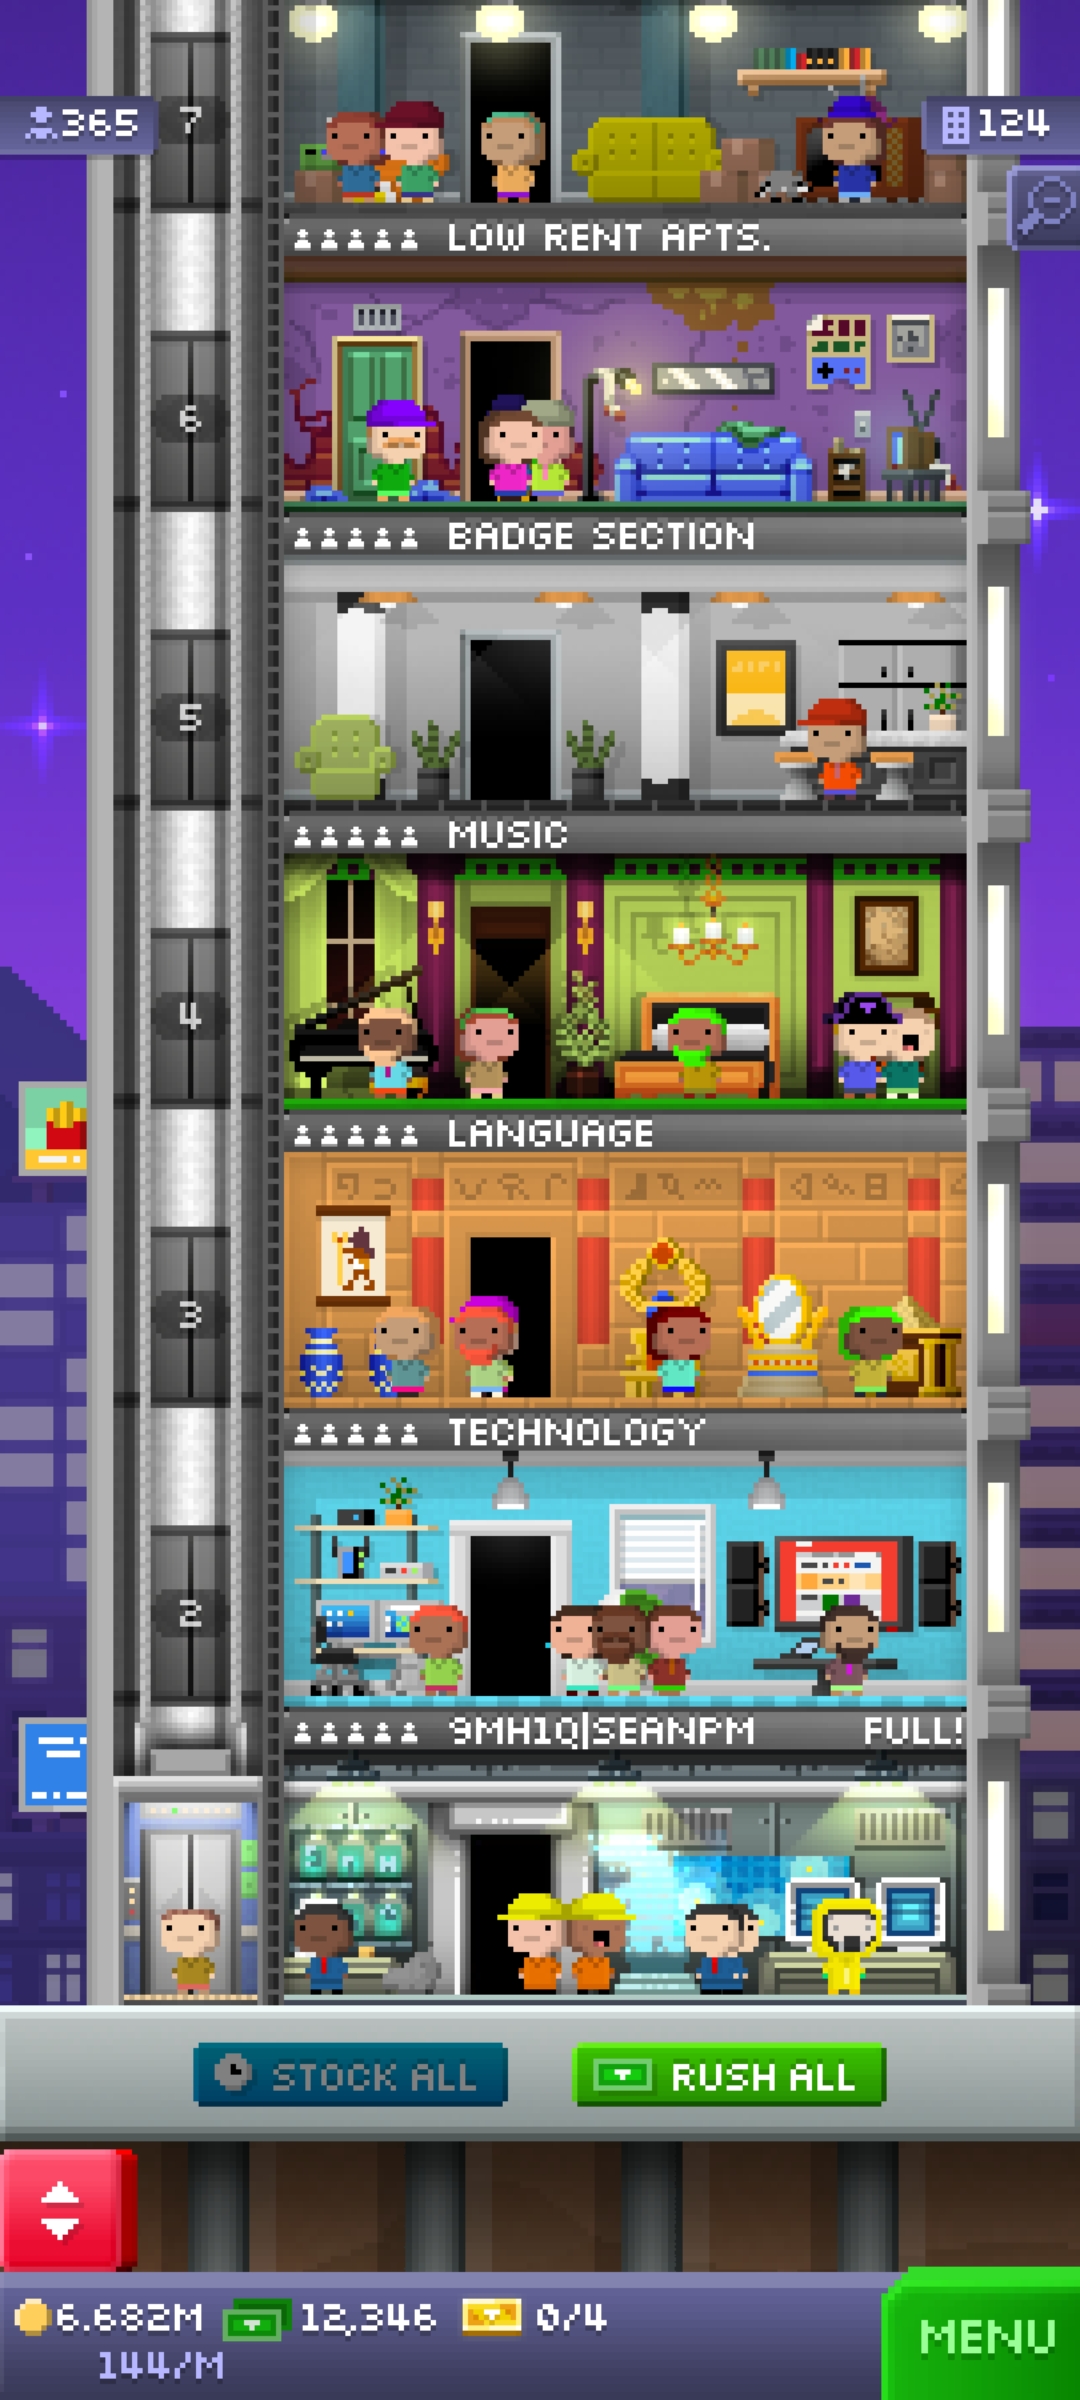 365
7
124
LOW RENT APTS.
6
BADGE SECTION
5
MUSIC
4
LANGUAGE
3
TECHNOLOGY
2
9MH1Q|SEANPM FULL!
STOCK ALL
RUSH ALL
6.682M 12,346 0/4
144/M
MENU